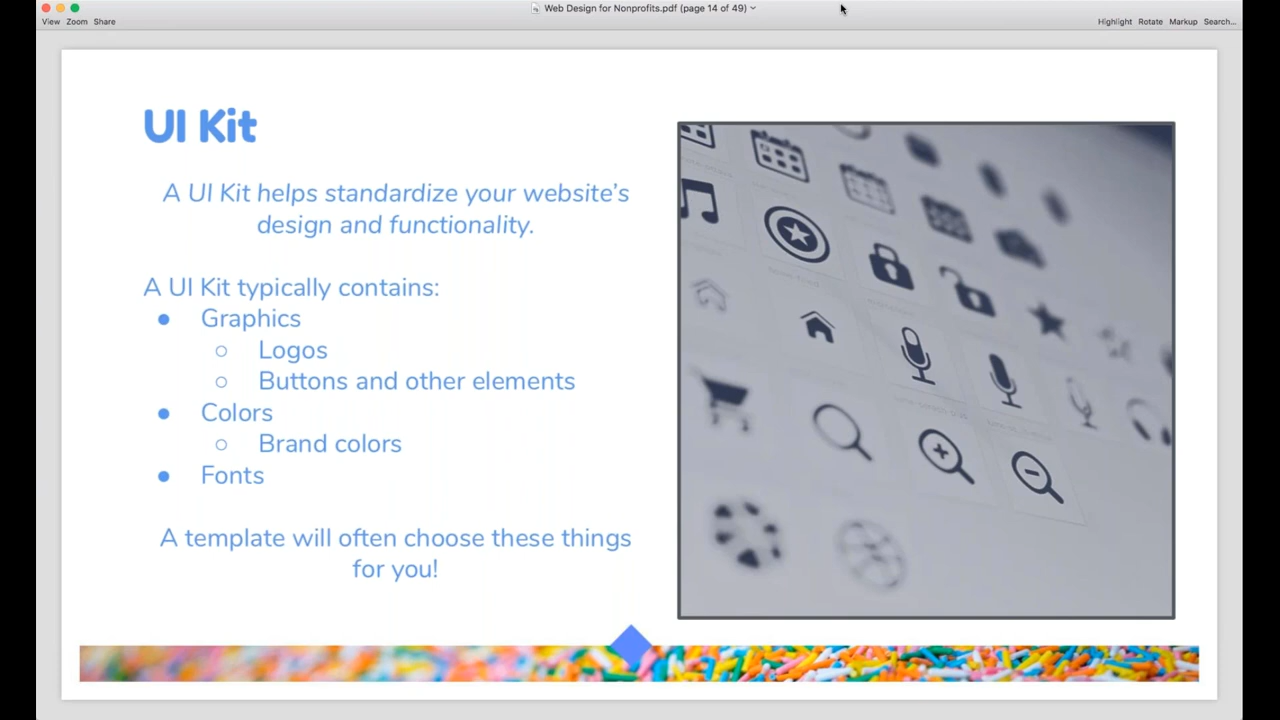 Web Design for Nonprofits.pdf (page 14 of 49)
View Zoom Share
Highlight Rotate Markup Search...
UI Kit
A UI Kit helps standardize your website's
design and functionality.
A UI Kit typically contains:
● Graphics
○ Logos
○ Buttons and other elements
● Colors
○ Brand colors
● Fonts
A template will often choose these things
for you!